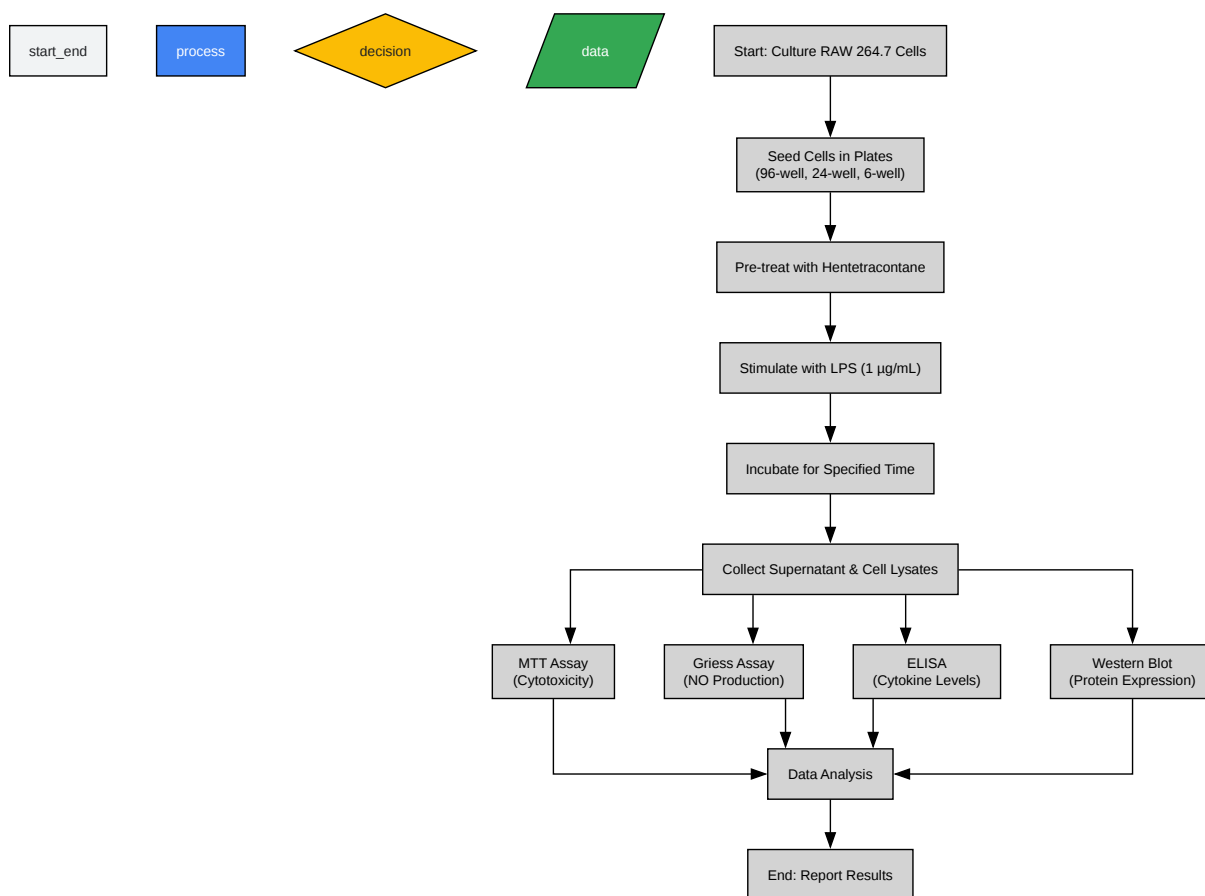 start_end
process
decision
data
Start: Culture RAW 264.7 Cells
Seed Cells in Plates
(96-well, 24-well, 6-well)
Pre-treat with Hentetracontane
Stimulate with LPS (1 µg/mL)
Incubate for Specified Time
Collect Supernatant & Cell Lysates
MTT Assay
(Cytotoxicity)
Griess Assay
(NO Production)
ELISA
(Cytokine Levels)
Western Blot
(Protein Expression)
Data Analysis
End: Report Results